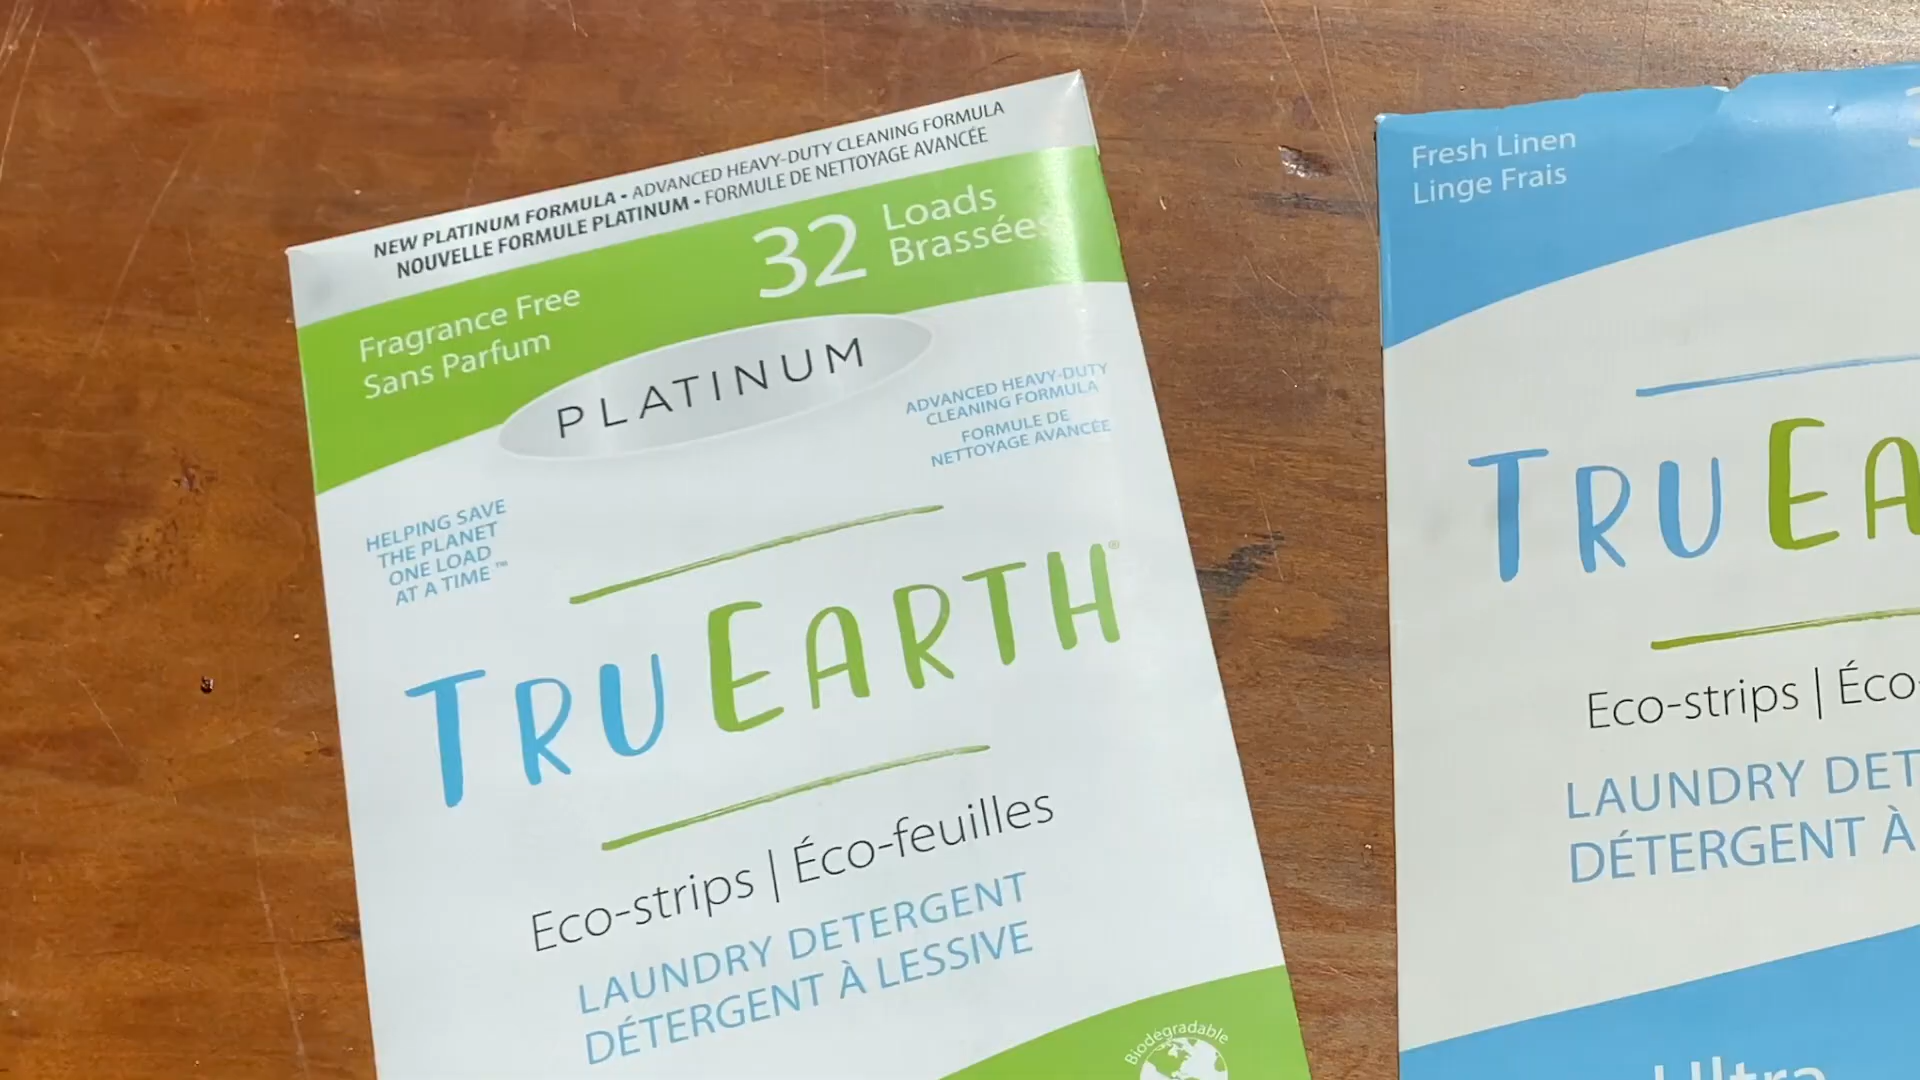 NEW PLATINUM FORMULA • ADVANCED HEAVY-DUTY CLEANING FORMULA
NOUVELLE FORMULE PLATINUM • FORMULE DE NETTOYAGE AVANCÉE
32 Loads
Brassées
Fragrance Free
Sans Parfum
PLATINUM
ADVANCED HEAVY-DUTY
CLEANING FORMULA
FORMULE DE
NETTOYAGE AVANCÉE
HELPING SAVE
THE PLANET
ONE LOAD
AT A TIME™
TRUEARTH®
Eco-strips | Éco-feuilles
LAUNDRY DETERGENT
DÉTERGENT À LESSIVE
Biodégradable
Fresh Linen
Linge Frais
TRUEA
Eco-strips | Éco-
LAUNDRY DET
DÉTERGENT À
Ultra